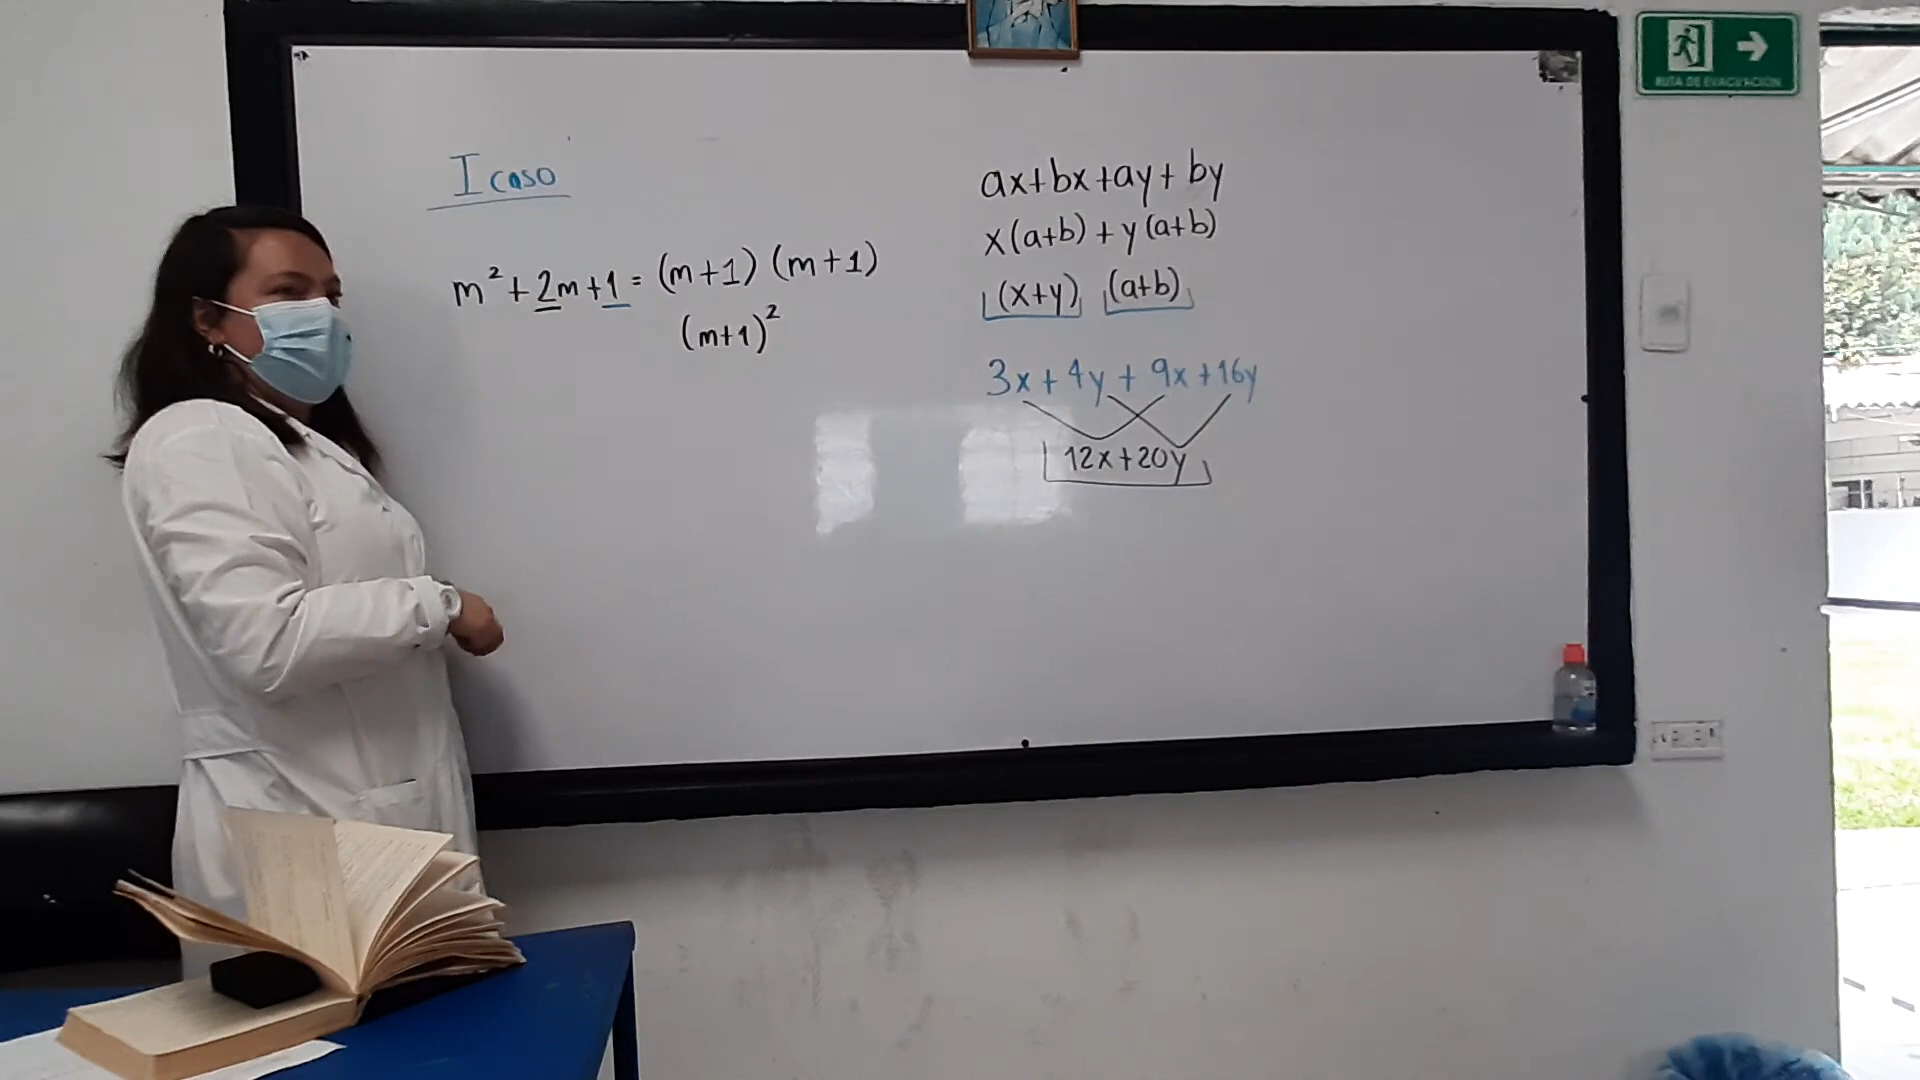 I caso
m² + 2m + 1 = (m+1) (m+1)
(m+1)²
ax+bx+ay+by
x(a+b) + y(a+b)
(x+y) (a+b)
3x + 4y + 9x + 16y
12x+20y
RUTA DE EVACUACIÓN